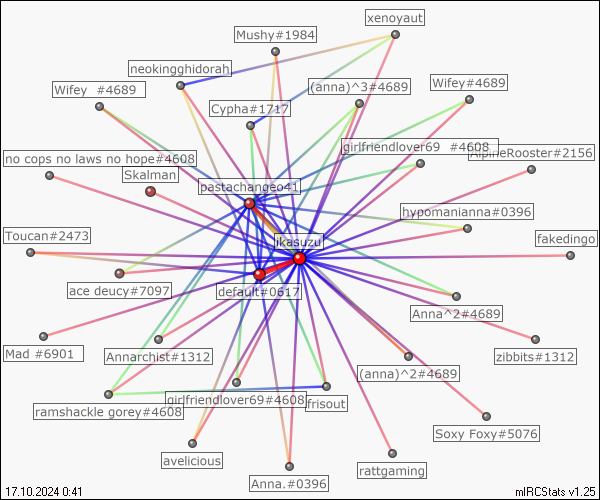 xenoyaut
Mushy#1984
neokingghidorah
(anna)^3#4689
Wifey#4689
Wifey #4689
Cypha#1717
girlfriendlover69 #4608
AlpineRooster#2156
no cops no laws no hope#4608
Skalman
pastachangeo41
hypomanianna#0396
Toucan#2473
jikasuzu
fakedingo
ace deucy#7097
default#0617
Anna^2#4689
Mad #6901
Annarchist#1312
zibbits#1312
(anna)^2#4689
girlfriendlover69#4608
frisout
ramshackle gorey#4608
Soxy Foxy#5076
avelicious
rattgaming
Anna.#0396
17.10.2024 0:41
mIRCStats v1.25